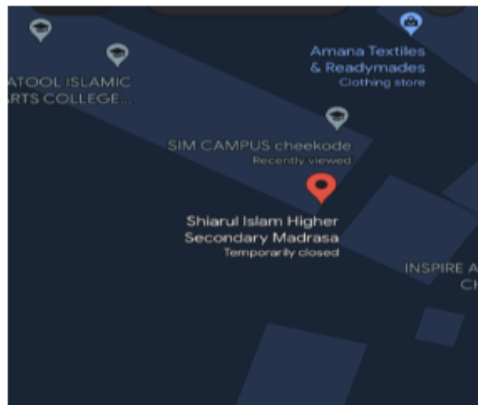 ATOOL ISLAMIC
ARTS COLLEGE...
Amana Textiles
& Readymades
Clothing store
SIM CAMPUS cheekode
Recently viewed
Shiarul Islam Higher
Secondary Madrasa
Temporarily closed
INSPIRE A
CH